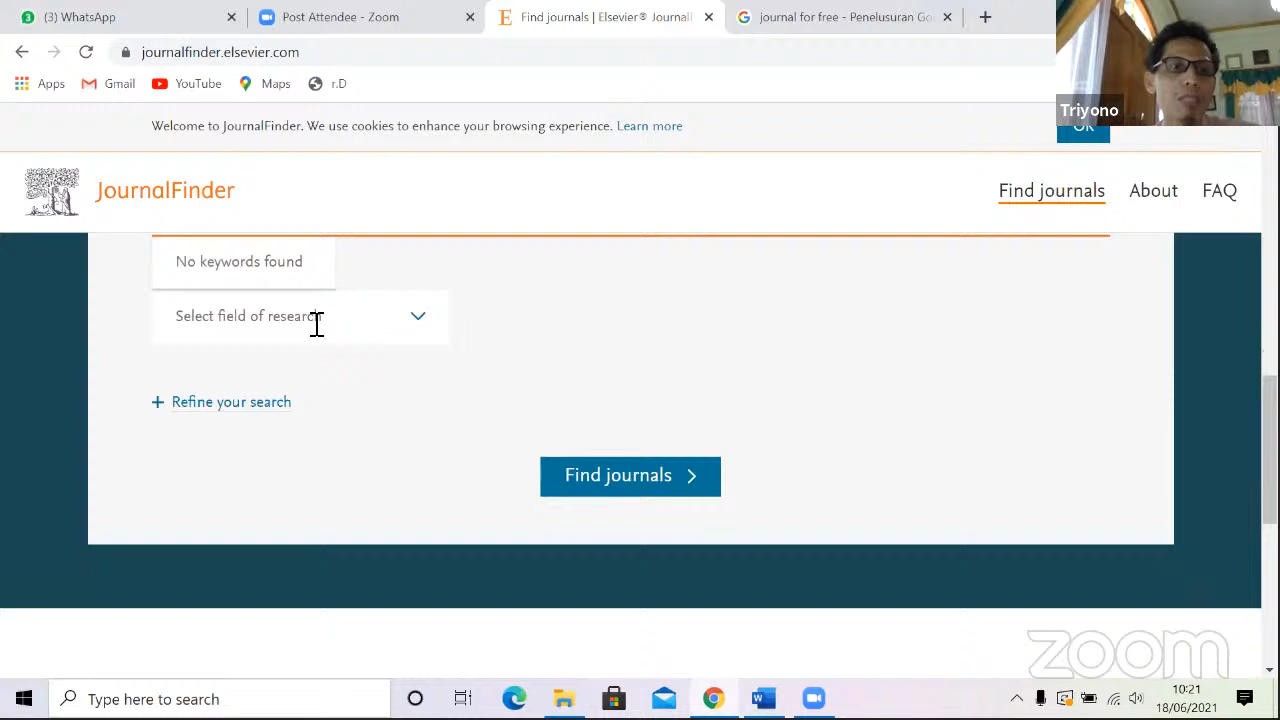 (3) WhatsApp
Post Attendee - Zoom
Find journals | Elsevier® Journal
journal for free - Penelusuran G
journalfinder.elsevier.com
Apps
Gmail
YouTube
Maps
r.D
Triyono
Welcome to JournalFinder. We use cookies to enhance your browsing experience. Learn more
OK
JournalFinder
Find journals
About
FAQ
No keywords found
Select field of research
Refine your search
Find journals
zoom
Type here to search
10:21
18/06/2021